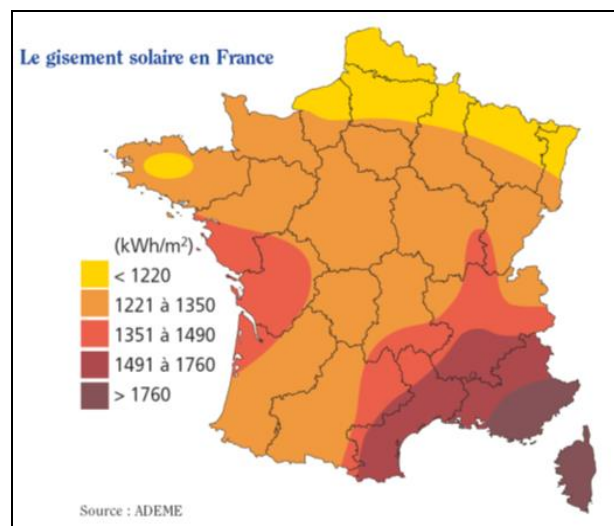 Le gisement solaire en France
(kWh/m²)
< 1220
1221 à 1350
1351 à 1490
1491 à 1760
> 1760
Source : ADEME